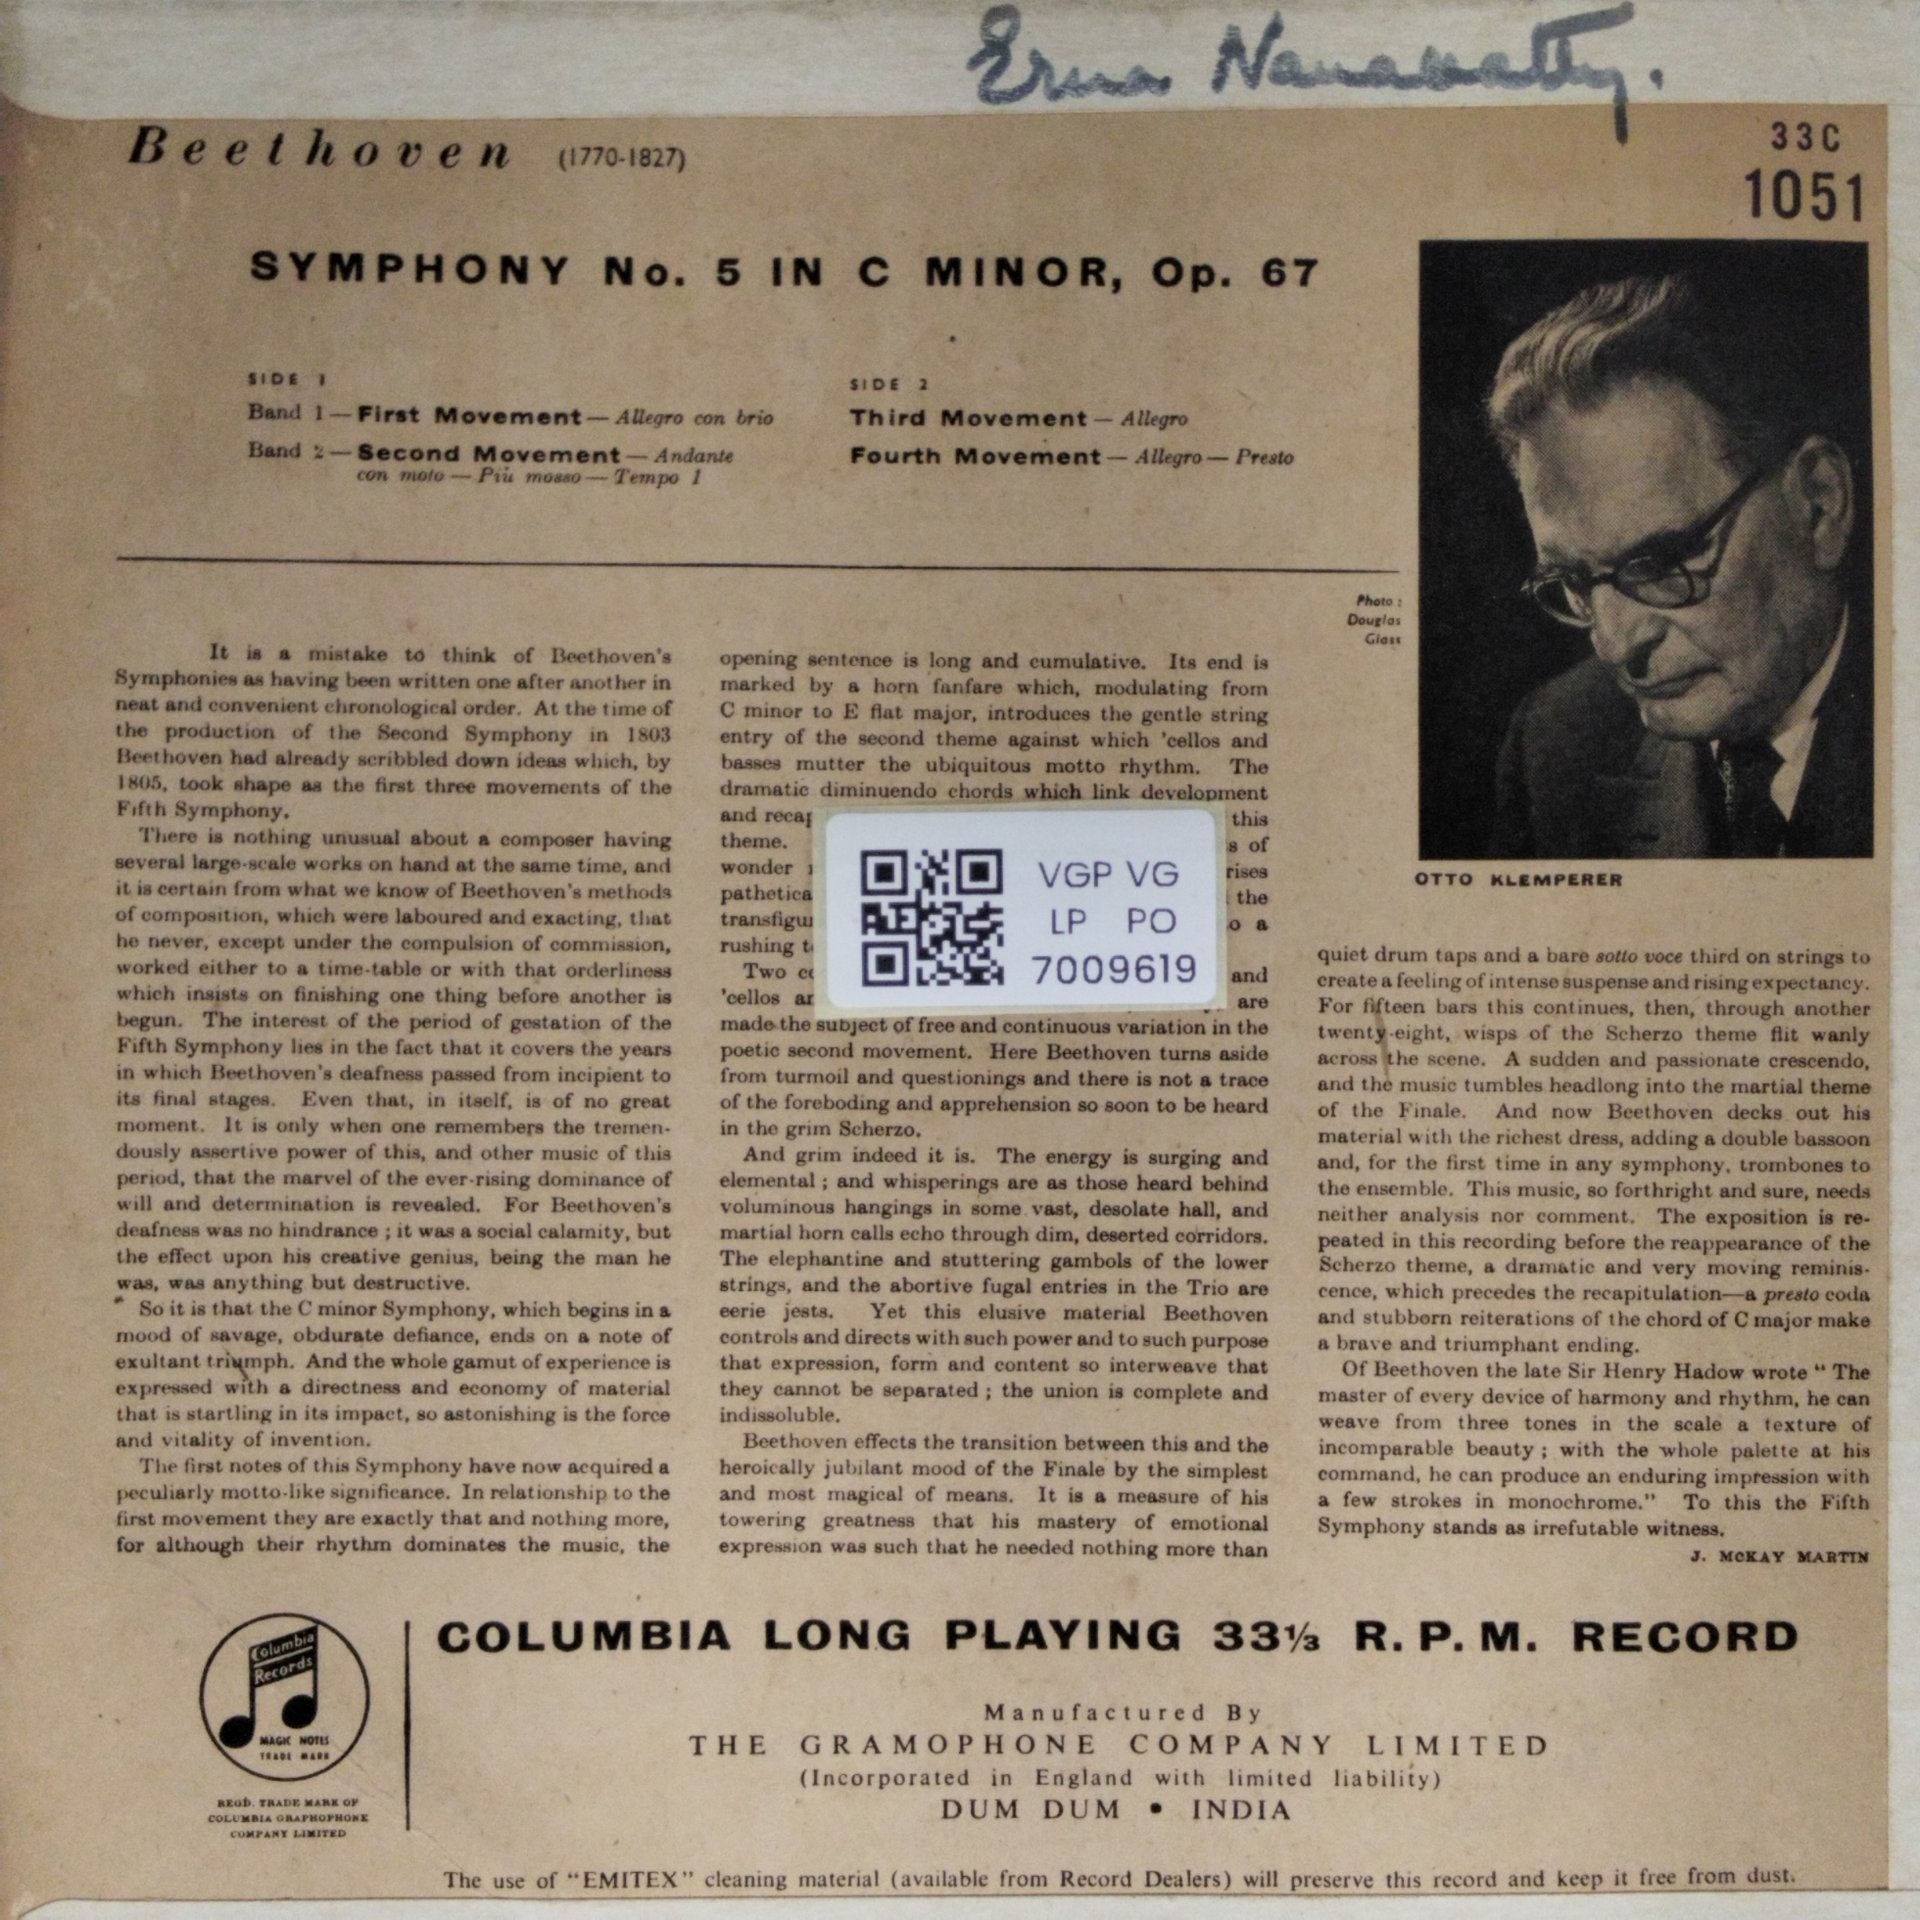 Erna Nanavatty.
Beethoven (1770-1827)
33C
1051
SYMPHONY No. 5 IN C MINOR, Op. 67
SIDE 1
Band 1 — First Movement — Allegro con brio
Band 2 — Second Movement — Andante
con moto — Più mosso — Tempo 1
SIDE 2
Third Movement — Allegro
Fourth Movement — Allegro — Presto
Photo :
Douglas
Glass
OTTO KLEMPERER
It is a mistake to think of Beethoven's
Symphonies as having been written one after another in
neat and convenient chronological order. At the time of
the production of the Second Symphony in 1803
Beethoven had already scribbled down ideas which, by
1805, took shape as the first three movements of the
Fifth Symphony.
There is nothing unusual about a composer having
several large-scale works on hand at the same time, and
it is certain from what we know of Beethoven's methods
of composition, which were laboured and exacting, that
he never, except under the compulsion of commission,
worked either to a time-table or with that orderliness
which insists on finishing one thing before another is
begun. The interest of the period of gestation of the
Fifth Symphony lies in the fact that it covers the years
in which Beethoven's deafness passed from incipient to
its final stages. Even that, in itself, is of no great
moment. It is only when one remembers the tremen-
dously assertive power of this, and other music of this
period, that the marvel of the ever-rising dominance of
will and determination is revealed. For Beethoven's
deafness was no hindrance ; it was a social calamity, but
the effect upon his creative genius, being the man he
was, was anything but destructive.
So it is that the C minor Symphony, which begins in a
mood of savage, obdurate defiance, ends on a note of
exultant triumph. And the whole gamut of experience is
expressed with a directness and economy of material
that is startling in its impact, so astonishing is the force
and vitality of invention.
The first notes of this Symphony have now acquired a
peculiarly motto-like significance. In relationship to the
first movement they are exactly that and nothing more,
for although their rhythm dominates the music, the
opening sentence is long and cumulative. Its end is
marked by a horn fanfare which, modulating from
C minor to E flat major, introduces the gentle string
entry of the second theme against which 'cellos and
basses mutter the ubiquitous motto rhythm. The
dramatic diminuendo chords which link development
and this
theme. of
wonder
the
a
rushing
Two and
'cellos are
made the subject of free and continuous variation in the
poetic second movement. Here Beethoven turns aside
from turmoil and questionings and there is not a trace
of the foreboding and apprehension so soon to be heard
in the grim Scherzo.
And grim indeed it is. The energy is surging and
elemental ; and whisperings are as those heard behind
voluminous hangings in some vast, desolate hall, and
martial horn calls echo through dim, deserted corridors.
The elephantine and stuttering gambols of the lower
strings, and the abortive fugal entries in the Trio are
eerie jests. Yet this elusive material Beethoven
controls and directs with such power and to such purpose
that expression, form and content so interweave that
they cannot be separated ; the union is complete and
indissoluble.
Beethoven effects the transition between this and the
heroically jubilant mood of the Finale by the simplest
and most magical of means. It is a measure of his
towering greatness that his mastery of emotional
expression was such that he needed nothing more than
VGP VG
LP PO
7009619
quiet drum taps and a bare sotto voce third on strings to
create a feeling of intense suspense and rising expectancy.
For fifteen bars this continues, then, through another
twenty-eight, wisps of the Scherzo theme flit wanly
across the scene. A sudden and passionate crescendo,
and the music tumbles headlong into the martial theme
of the Finale. And now Beethoven decks out his
material with the richest dress, adding a double bassoon
and, for the first time in any symphony, trombones to
the ensemble. This music, so forthright and sure, needs
neither analysis nor comment. The exposition is re-
peated in this recording before the reappearance of the
Scherzo theme, a dramatic and very moving reminis-
cence, which precedes the recapitulation—a presto coda
and stubborn reiterations of the chord of C major make
a brave and triumphant ending.
Of Beethoven the late Sir Henry Hadow wrote “ The
master of every device of harmony and rhythm, he can
weave from three tones in the scale a texture of
incomparable beauty ; with the whole palette at his
command, he can produce an enduring impression with
a few strokes in monochrome.” To this the Fifth
Symphony stands as irrefutable witness.
J. MCKAY MARTIN
Columbia
Records
MAGIC NOTES
TRADE MARK
REGD. TRADE MARK OF
COLUMBIA GRAPHOPHONE
COMPANY LIMITED
COLUMBIA LONG PLAYING 33⅓ R.P.M. RECORD
Manufactured By
THE GRAMOPHONE COMPANY LIMITED
(Incorporated in England with limited liability)
DUM DUM • INDIA
The use of “EMITEX” cleaning material (available from Record Dealers) will preserve this record and keep it free from dust.